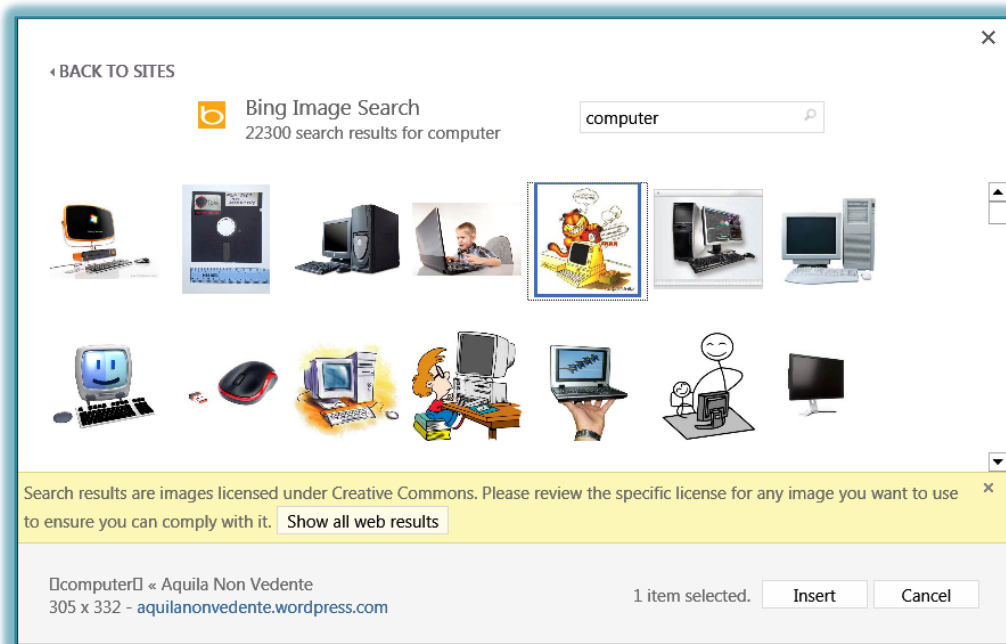 BACK TO SITES
Bing Image Search
22300 search results for computer
computer
Search results are images licensed under Creative Commons. Please review the specific license for any image you want to use
to ensure you can comply with it. Show all web results
▯computer▯ « Aquila Non Vedente
305 x 332 - aquilanonvedente.wordpress.com
1 item selected. Insert Cancel